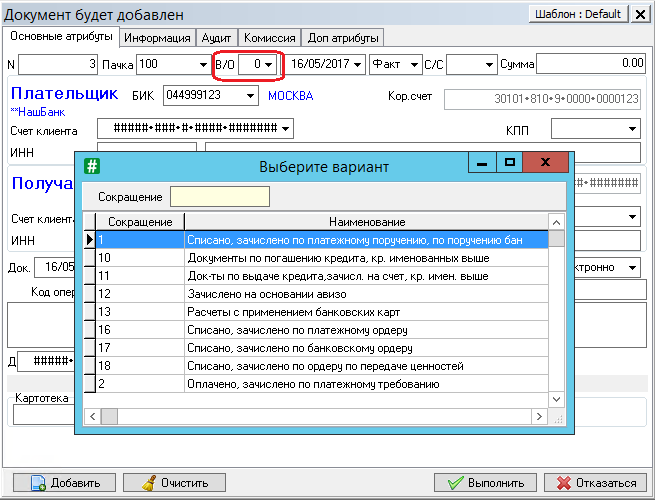 Документ будет добавлен
Шаблон : Default
Основные атрибуты Информация Аудит Комиссия Доп атрибуты
N 3 Пачка 100 В/О 0 16/05/2017 Факт С/С Сумма 0.00
Плательщик БИК 044999123 МОСКВА Кор.счет 30101•810•9•0000•0000123
**НашБанк
Счет клиента #####•###•#•####•####### КПП
ИНН
Выберите вариант
Получа •#######
Сокращение
Счет клиента
ИНН
Сокращение Наименование
1 Списано, зачислено по платежному поручению, по поручению бан
10 Документы по погашению кредита, кр. именованных выше
11 Док-ты по выдаче кредита,зачисл. на счет, кр. имен. выше
12 Зачислено на основании авизо
13 Расчеты с применением банковских карт
16 Списано, зачислено по платежному ордеру
17 Списано, зачислено по банковскому ордеру
18 Списано, зачислено по ордеру по передаче ценностей
2 Оплачено, зачислено по платежному требованию
Док. 16/05 ктронно
Код опер
Д #####•
Картотека
Добавить Очистить Выполнить Отказаться